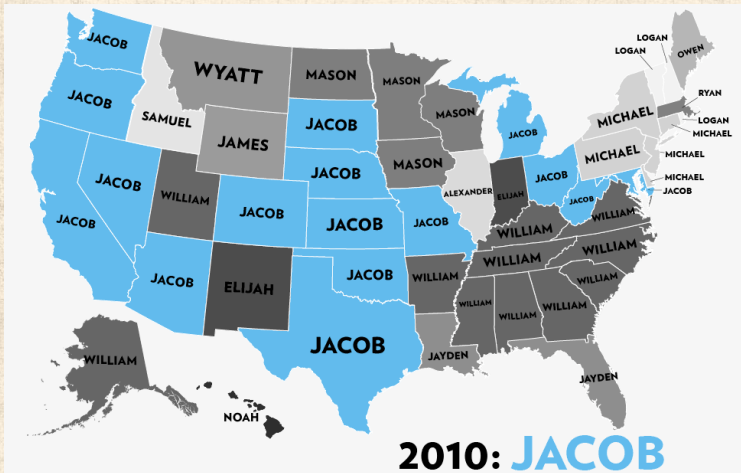 JACOB
JACOB
JACOB
JACOB
JACOB
SAMUEL
WYATT
JAMES
WILLIAM
JACOB
ELIJAH
MASON
JACOB
JACOB
JACOB
JACOB
JACOB
MASON
MASON
JACOB
WILLIAM
JAYDEN
MASON
ALEXANDER
JACOB
ELIJAH
JACOB
JACOB
WILLIAM
WILLIAM
WILLIAM
WILLIAM
WILLIAM
WILLIAM
WILLIAM
WILLIAM
JAYDEN
MICHAEL
MICHAEL
LOGAN
LOGAN
OWEN
RYAN
LOGAN
MICHAEL
MICHAEL
MICHAEL
JACOB
WILLIAM
NOAH
2010: JACOB